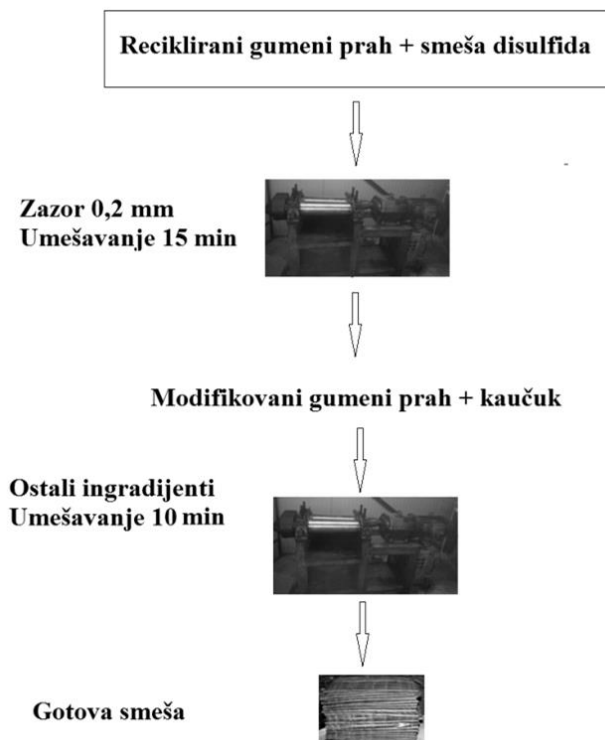 Reciklirani gumeni prah + smeša disulfida
Zazor 0,2 mm
Umešavanje 15 min
Modifikovani gumeni prah + kaučuk
Ostali ingradijenti
Umešavanje 10 min
Gotova smeša